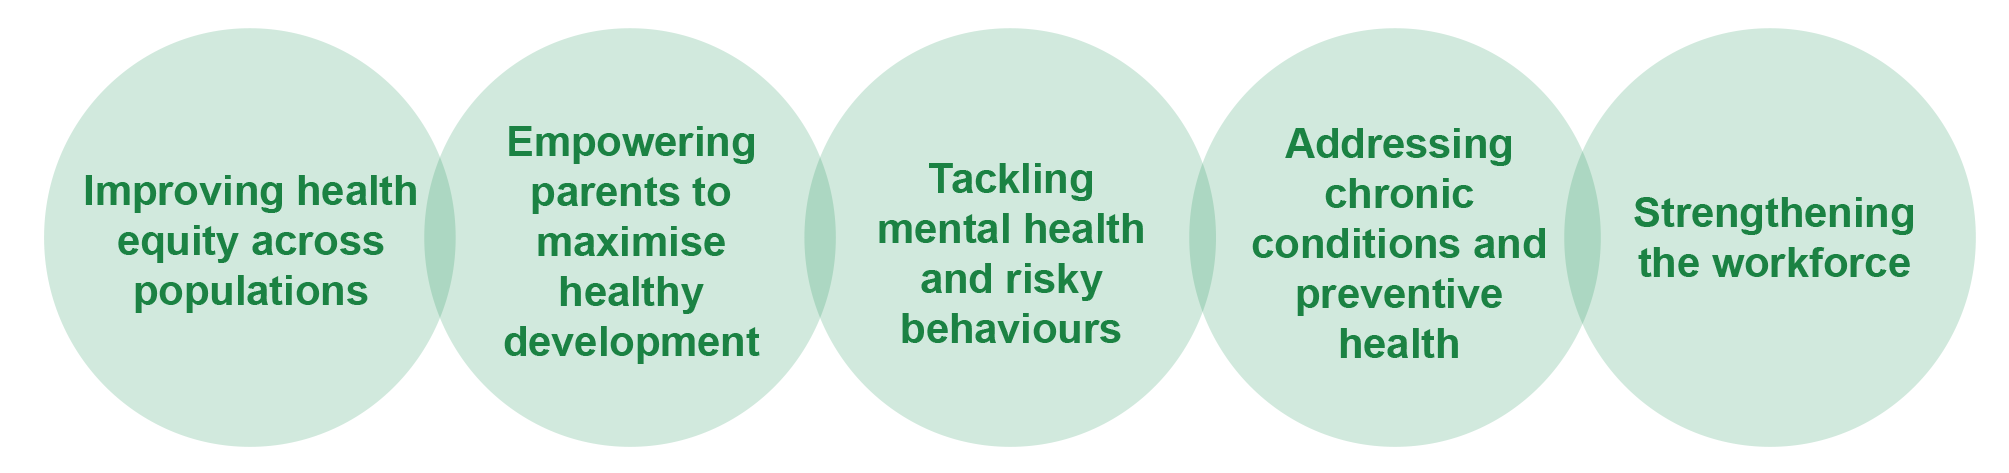 Improving health
equity across
populations
Empowering
parents to
maximise
healthy
development
Tackling
mental health
and risky
behaviours
Addressing
chronic
conditions and
preventive
health
Strengthening
the workforce